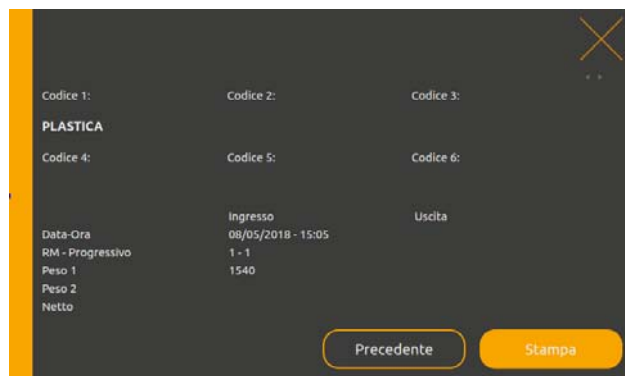 Codice 1: Codice 2: Codice 3:
PLASTICA
Codice 4: Codice 5: Codice 6:
Ingresso Uscita
Data-Ora 08/05/2018 - 15:05
RM - Progressivo 1 - 1
Peso 1 1540
Peso 2
Netto
Precedente Stampa